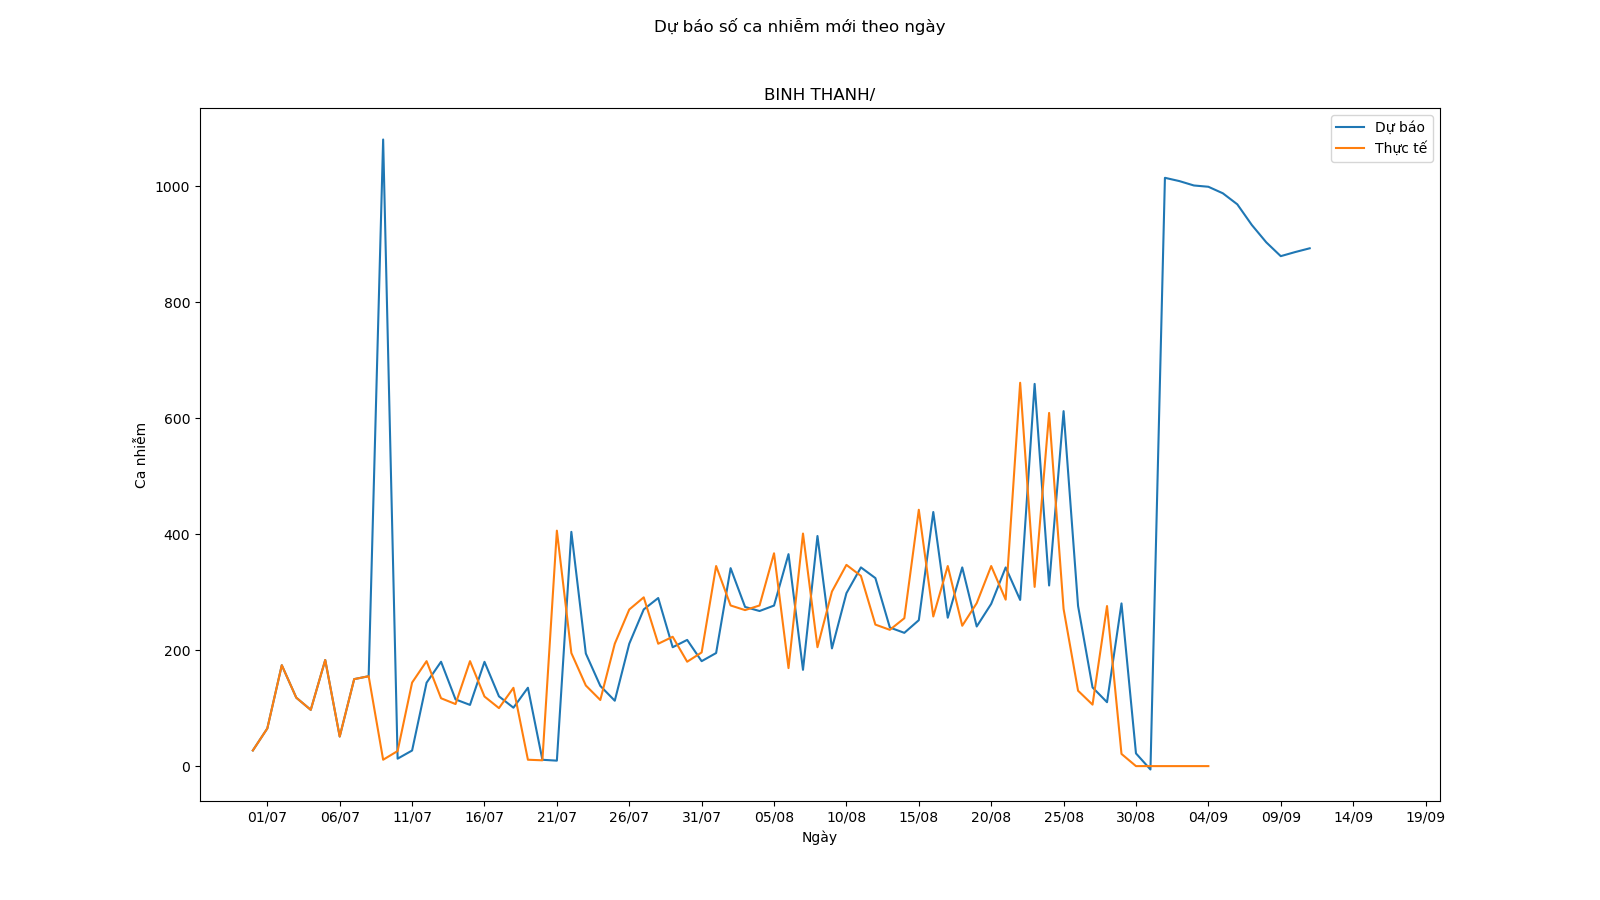 Dự báo số ca nhiễm mới theo ngày
BINH THANH/
Dự báo
Thực tế
1000
800
600
400
200
0
Ca nhiễm
01/07 06/07 11/07 16/07 21/07 26/07 31/07 05/08 10/08 15/08 20/08 25/08 30/08 04/09 09/09 14/09 19/09
Ngày